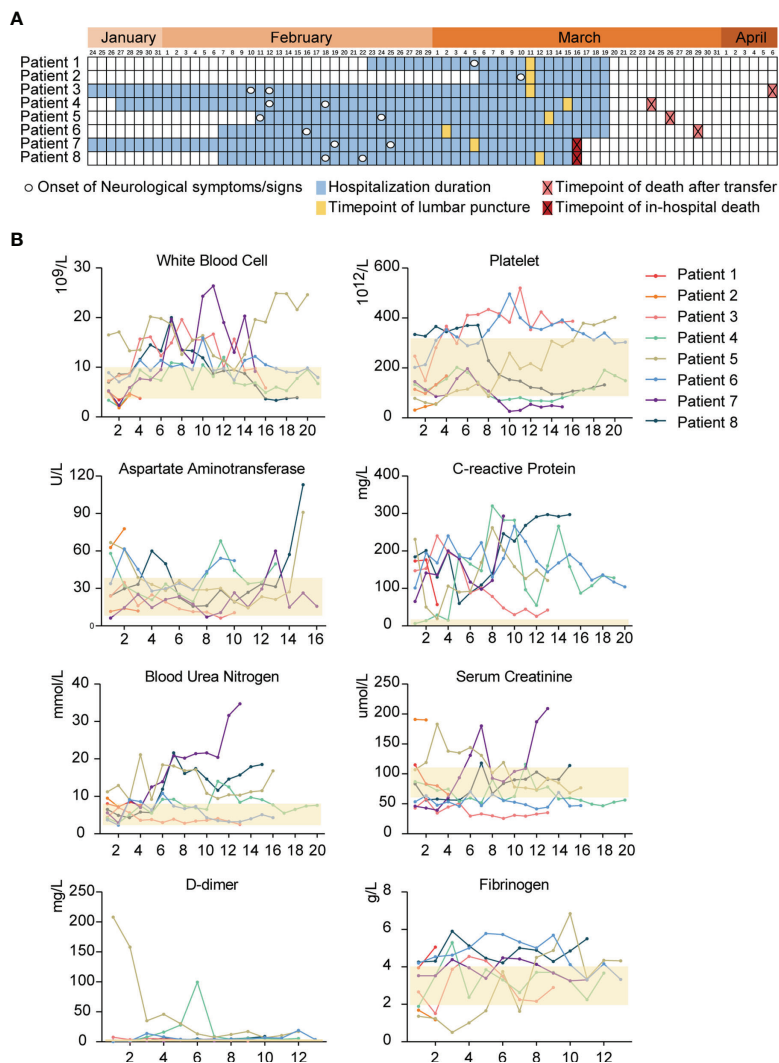 A
January February March April
24 25 26 27 28 29 30 31 1 2 3 4 5 6 7 8 9 10 11 12 13 14 15 16 17 18 19 20 21 22 23 24 25 26 27 28 29 1 2 3 4 5 6 7 8 9 10 11 12 13 14 15 16 17 18 19 20 21 22 23 24 25 26 27 28 29 30 31 1 2 3 4 5 6
Patient 1
Patient 2
Patient 3
Patient 4
Patient 5
Patient 6
Patient 7
Patient 8
Onset of Neurological symptoms/signs Hospitalization duration Timepoint of death after transfer
Timepoint of lumbar puncture Timepoint of in-hospital death
B
White Blood Cell
10⁹/L
30
20
10
0
2 4 6 8 10 12 14 16 18 20
Platelet
10¹²/L
600
400
200
0
2 4 6 8 10 12 14 16 18 20
Patient 1
Patient 2
Patient 3
Patient 4
Patient 5
Patient 6
Patient 7
Patient 8
Aspartate Aminotransferase
U/L
120
90
60
30
0
2 4 6 8 10 12 14 16
C-reactive Protein
mg/L
400
300
200
100
0
2 4 6 8 10 12 14 16 18 20
Blood Urea Nitrogen
mmol/L
40
30
20
10
0
2 4 6 8 10 12 14 16 18 20
Serum Creatinine
umol/L
250
200
150
100
50
0
2 4 6 8 10 12 14 16 18 20
D-dimer
mg/L
250
200
150
100
50
0
2 4 6 8 10 12
Fibrinogen
g/L
8
6
4
2
0
2 4 6 8 10 12